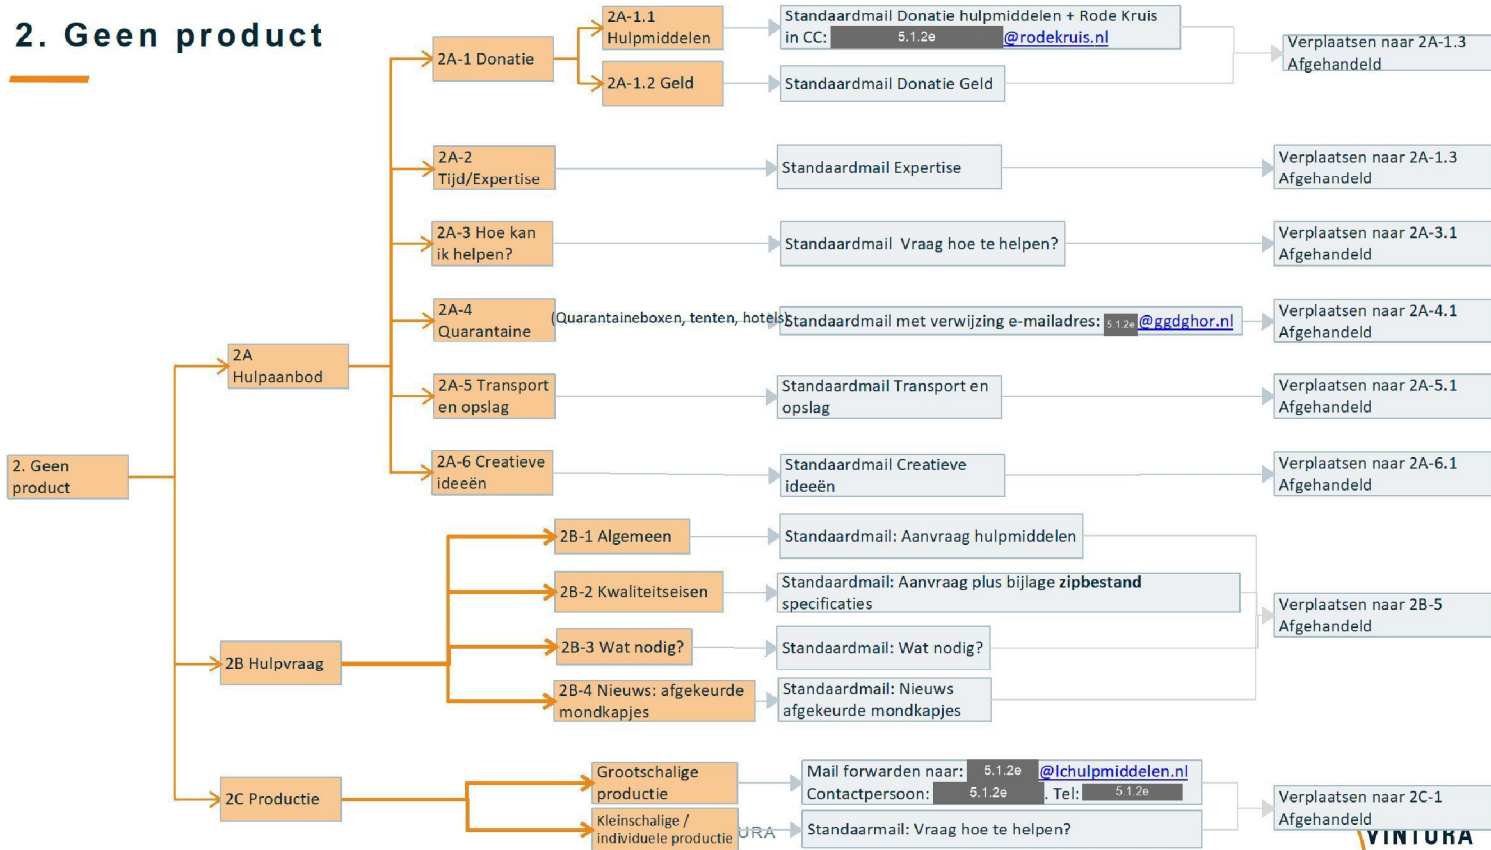 2. Geen product
2A-1.1
Hulpmiddelen
Standaardmail Donatie hulpmiddelen + Rode Kruis
in CC: 5.1.2e @rodekruis.nl
Verplaatsen naar 2A-1.3
Afgehandeld
2A-1 Donatie
2A-1.2 Geld
Standaardmail Donatie Geld
2A-2
Tijd/Expertise
Standaardmail Expertise
Verplaatsen naar 2A-1.3
Afgehandeld
2A-3 Hoe kan
ik helpen?
Standaardmail Vraag hoe te helpen?
Verplaatsen naar 2A-3.1
Afgehandeld
2A-4
Quarantaine
(Quarantaineboxen, tenten, hotels)
Standaardmail met verwijzing e-mailadres: 5.1.2e @ggdghor.nl
Verplaatsen naar 2A-4.1
Afgehandeld
2A
Hulpaanbod
2A-5 Transport
en opslag
Standaardmail Transport en
opslag
Verplaatsen naar 2A-5.1
Afgehandeld
2. Geen
product
2A-6 Creatieve
ideeën
Standaardmail Creatieve
ideeën
Verplaatsen naar 2A-6.1
Afgehandeld
2B-1 Algemeen
Standaardmail: Aanvraag hulpmiddelen
2B-2 Kwaliteitseisen
Standaardmail: Aanvraag plus bijlage zipbestand
specificaties
Verplaatsen naar 2B-5
Afgehandeld
2B Hulpvraag
2B-3 Wat nodig?
Standaardmail: Wat nodig?
2B-4 Nieuws: afgekeurde
mondkapjes
Standaardmail: Nieuws
afgekeurde mondkapjes
2C Productie
Grootschalige
productie
Mail forwarden naar: 5.1.2e @lchulpmiddelen.nl
Contactpersoon: 5.1.2e . Tel: 5.1.2e
Verplaatsen naar 2C-1
Afgehandeld
Kleinschalige /
individuele productie
URA
Standaarmail: Vraag hoe te helpen?
VINTURA